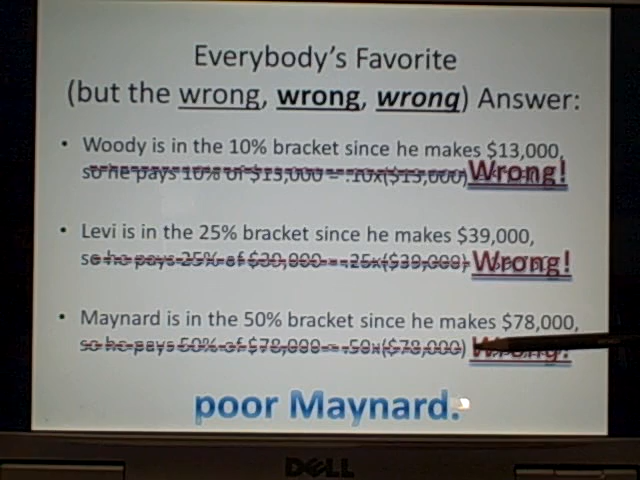 Everybody's Favorite
(but the wrong, wrong, wrong) Answer:
• Woody is in the 10% bracket since he makes $13,000,
so he pays 10% of $13,000 = .10x($13,000) Wrong!
• Levi is in the 25% bracket since he makes $39,000,
so he pays 25% of $39,000 = .25x($39,000) Wrong!
• Maynard is in the 50% bracket since he makes $78,000,
so he pays 50% of $78,000 = .50x($78,000) Wrong!
poor Maynard.
DELL